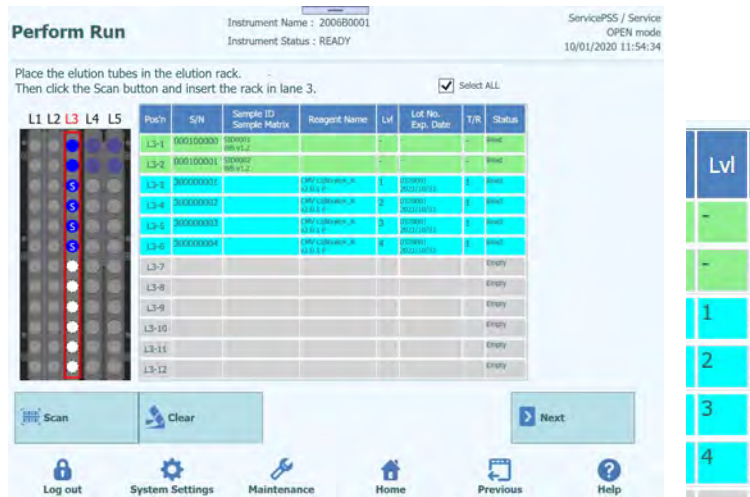 Perform Run
Instrument Name : 2006B0001
Instrument Status : READY
ServicePSS / Service
OPEN mode
10/01/2020 11:54:34
Place the elution tubes in the elution rack.
Then click the Scan button and insert the rack in lane 3.
Select ALL
L1 L2 L3 L4 L5
Pos'n S/N Sample ID Sample Matrix Reagent Name Lvl Lot No. Exp. Date T/R Status
L3-1 000100000 - - -
L3-2 000100001 - - -
L3-3 300000001 1 1
L3-4 300000002 2 1
L3-5 300000003 3 1
L3-6 300000004 4 1
L3-7 Empty
L3-8 Empty
L3-9 Empty
L3-10 Empty
L3-11 Empty
L3-12 Empty
S
S
S
S
Scan
Clear
Next
Log out
System Settings
Maintenance
Home
Previous
Help
Lvl
-
-
1
2
3
4